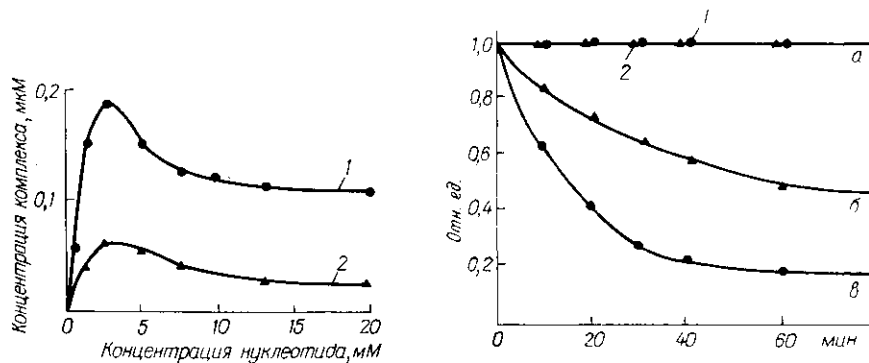 Концентрация комплекса, мкМ
0,2
0,1
0
5
10
15
20
1
2
Концентрация нуклеотида, мМ
Отн. ед.
1,0
0,8
0,6
0,4
0,2
0
20
40
60
мин
1
2
а
б
в